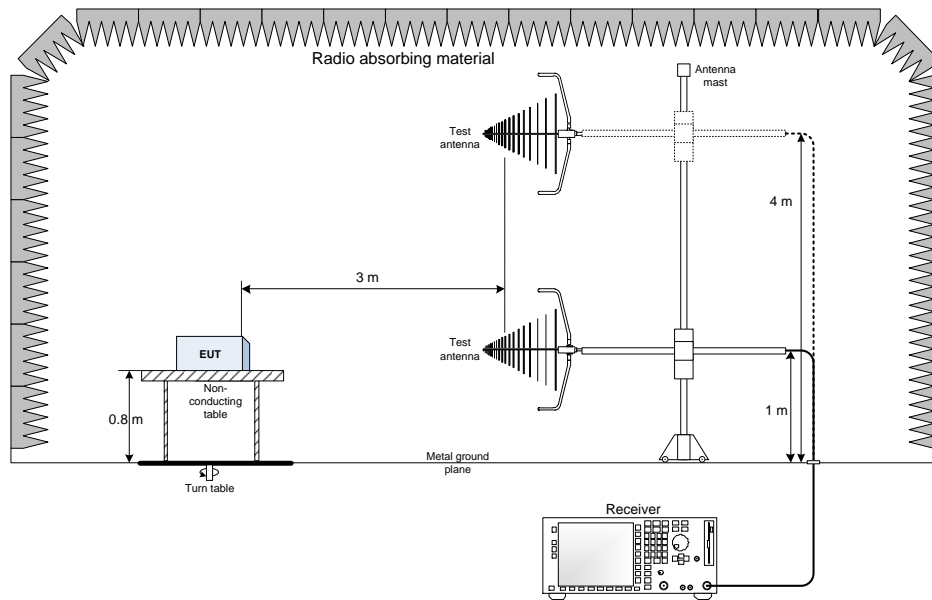 Radio absorbing material
Antenna
mast
Test
antenna
4 m
3 m
Test
antenna
EUT
Non-
conducting
table
0.8 m
1 m
Metal ground
plane
Turn table
Receiver